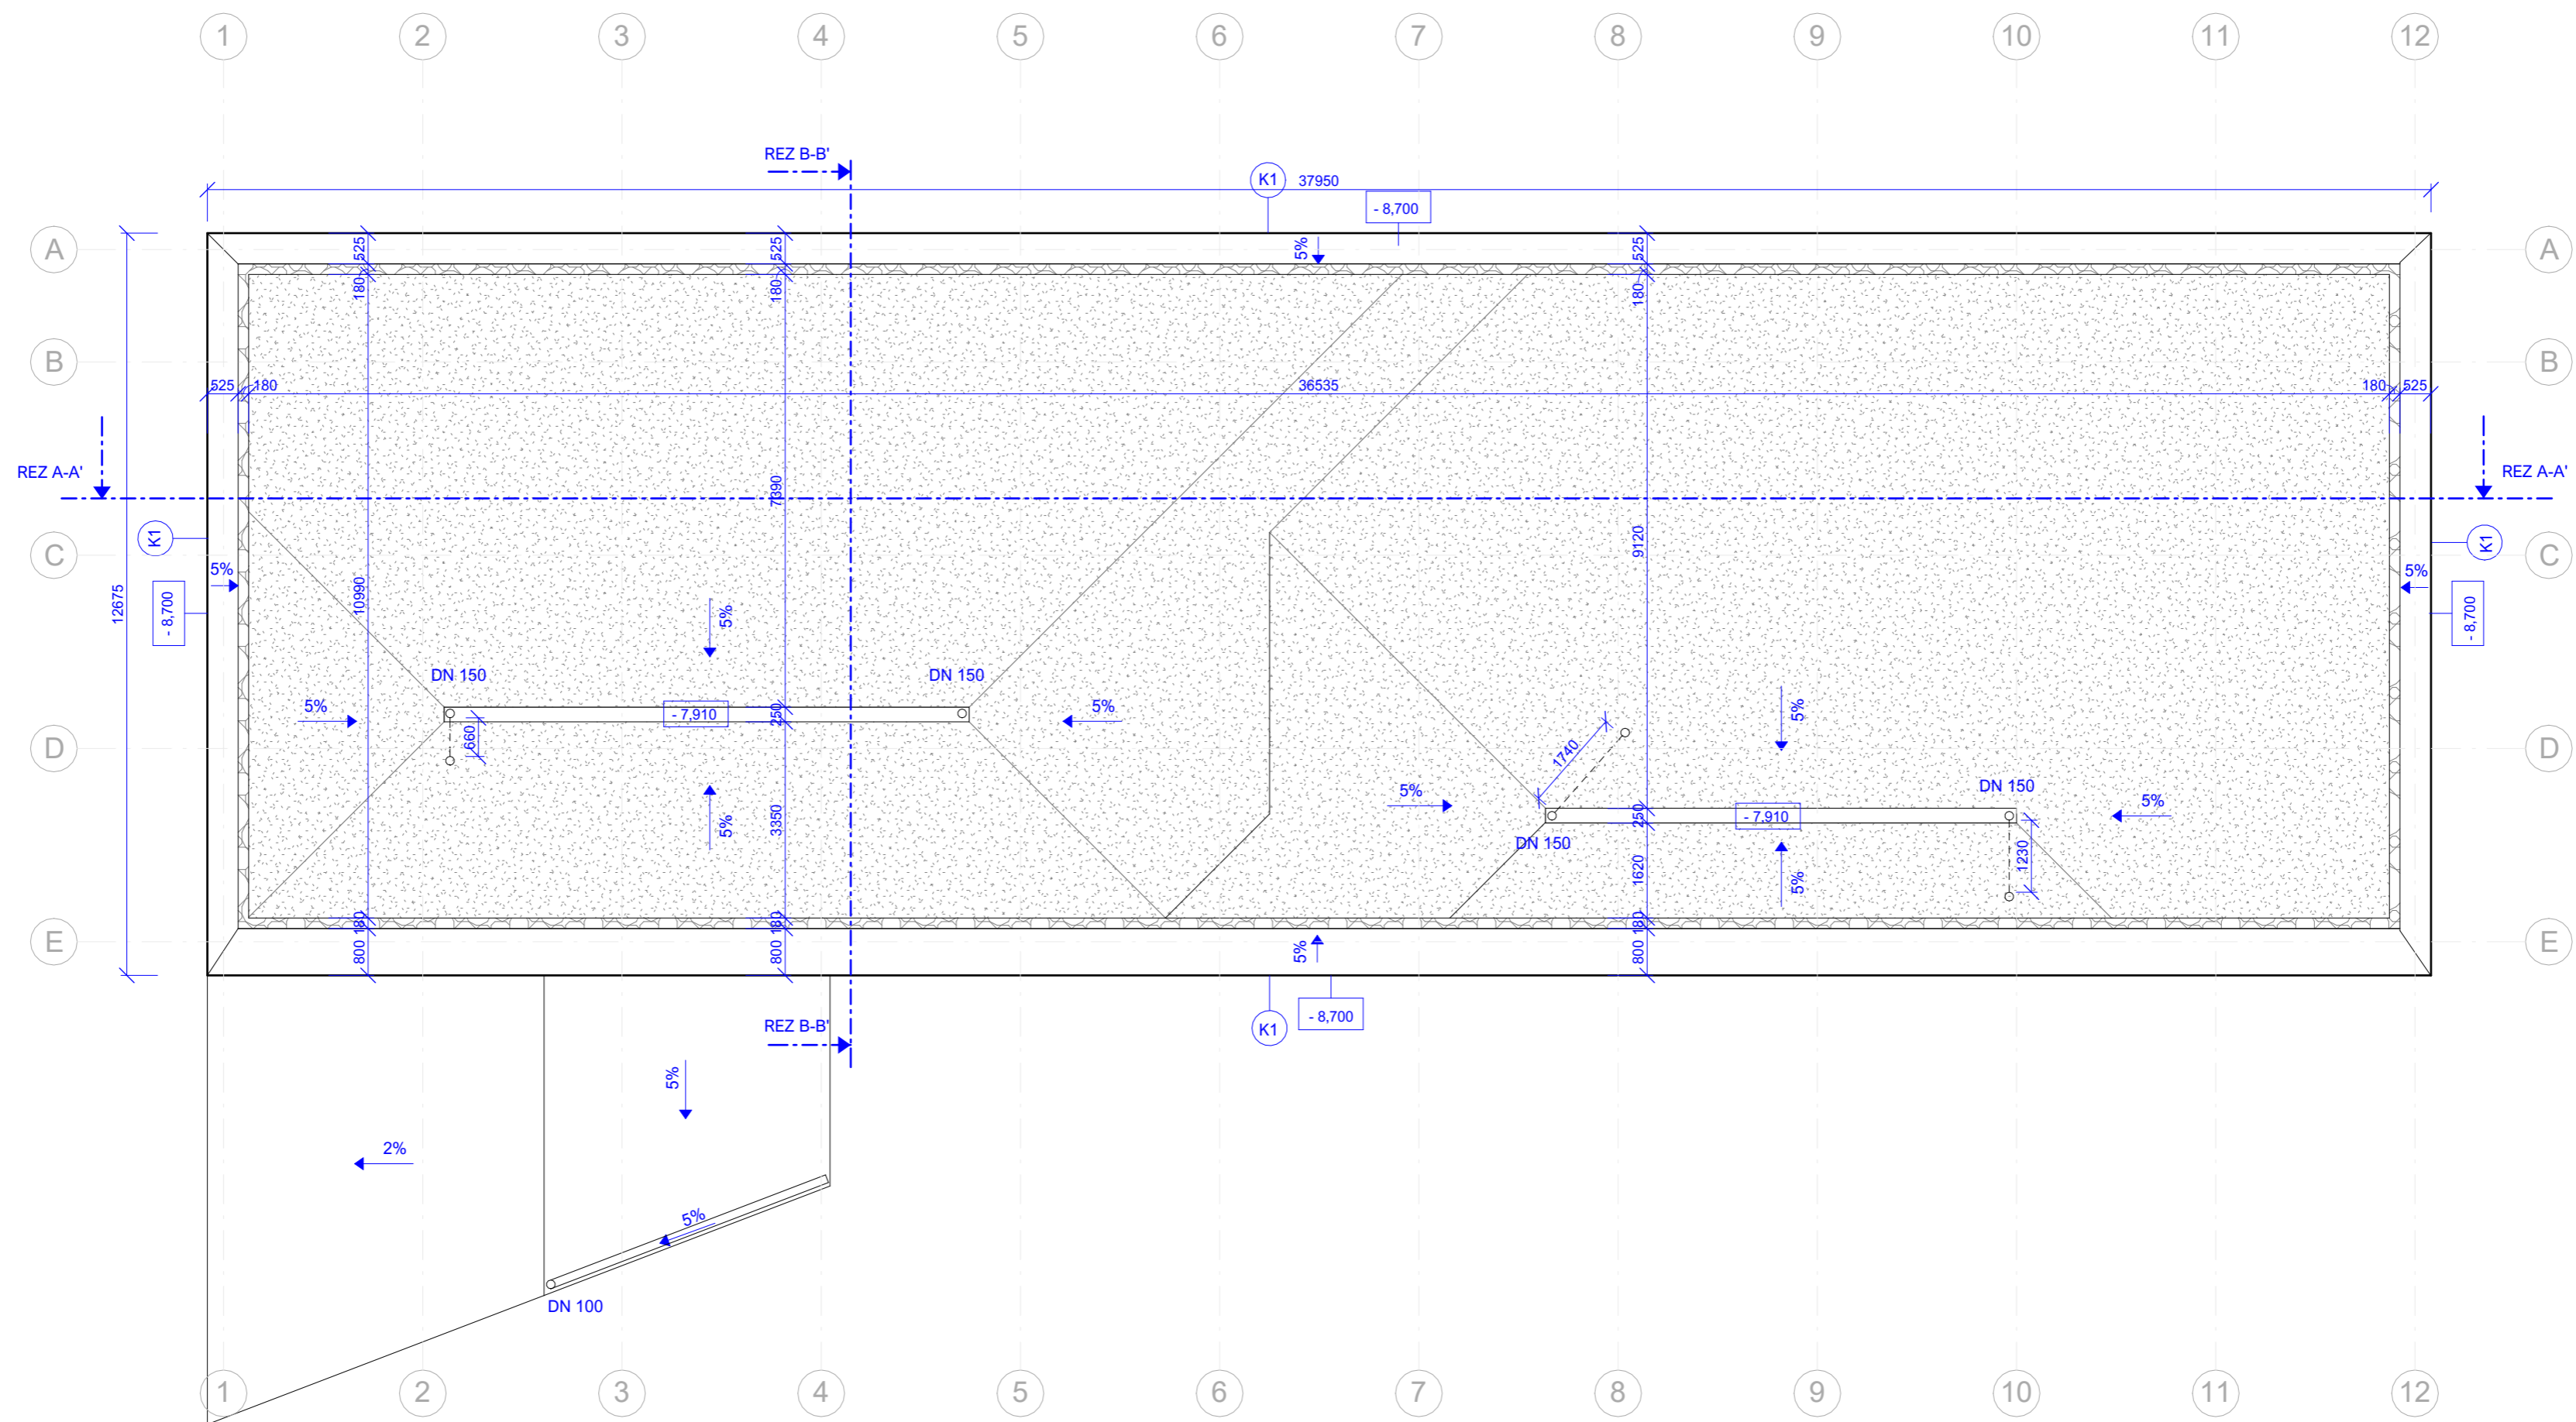 1 2 3 4 5 6 7 8 9 10 11 12
REZ B-B'
K1
37950
- 8,700
A
A
525
525
5%
525
180
180
180
B
B
525
180
36535
180
525
REZ A-A'
REZ A-A'
7390
K1
C
9120
K1
C
5%
10990
5%
12675
- 8,700
5%
- 8,700
DN 150
DN 150
5%
- 7,910
250
5%
5%
660
D
1740
D
DN 150
5%
5%
3350
5%
250
- 7,910
5%
DN 150
1230
1620
5%
180
180
180
E
E
800
800
5%
800
- 8,700
REZ B-B'
K1
5%
2%
5%
DN 100
1 2 3 4 5 6 7 8 9 10 11 12